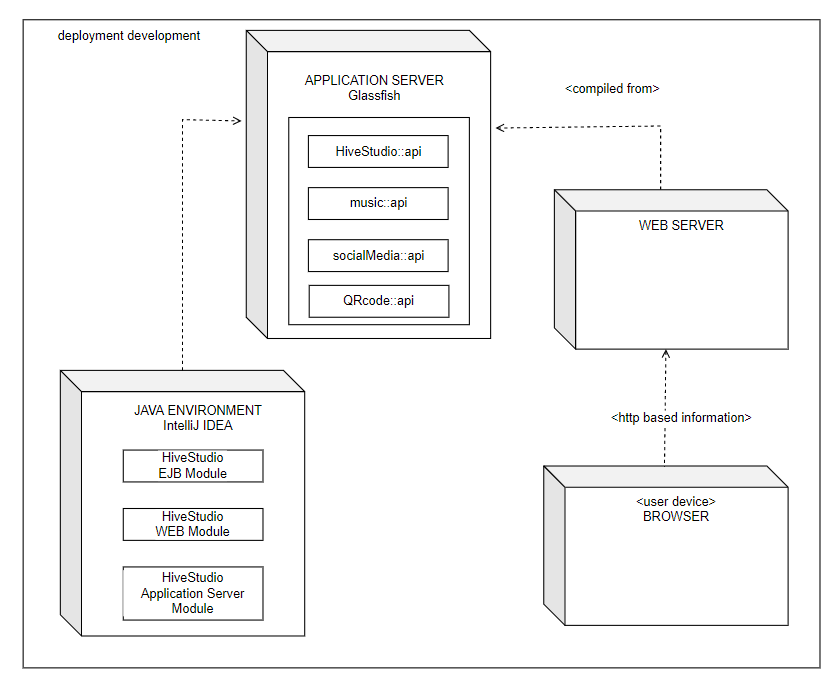 deployment development
APPLICATION SERVER
Glassfish
HiveStudio::api
music::api
socialMedia::api
QRcode::api
<compiled from>
WEB SERVER
JAVA ENVIRONMENT
IntelliJ IDEA
HiveStudio
EJB Module
HiveStudio
WEB Module
HiveStudio
Application Server
Module
<http based information>
<user device>
BROWSER